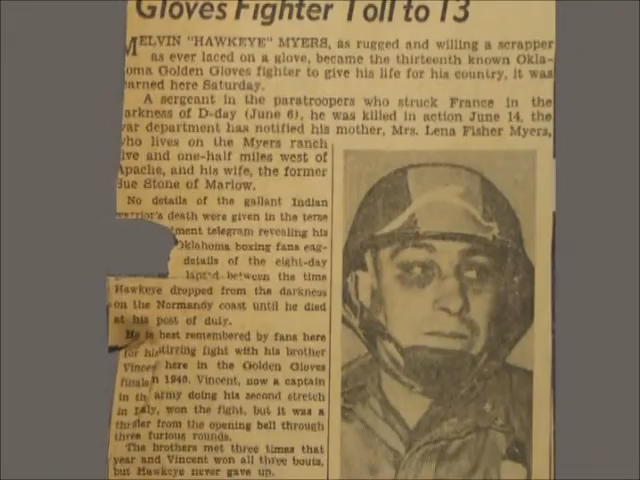 Gloves Fighter Toll to 13
MELVIN "HAWKEYE" MYERS, as rugged and willing a scrapper
as ever laced on a glove, became the thirteenth known Okla-
oma Golden Gloves fighter to give his life for his country, it was
earned here Saturday.
A sergeant in the paratroopers who struck France in the
arkness of D-day (June 6), he was killed in action June 14, the
war department has notified his mother, Mrs. Lena Fisher Myers,
who lives on the Myers ranch
ive and one-half miles west of
Apache, and his wife, the former
Sue Stone of Marlow.
No details of the gallant Indian
warrior's death were given in the terse
tment telegram revealing his
Oklahoma boxing fans eag-
details of the eight-day
lapsed between the time
Hawkeye dropped from the darkness
on the Normandy coast until he died
at his post of duty.
He is best remembered by fans here
for his stirring fight with his brother
Vincent here in the Golden Gloves
finals in 1940. Vincent, now a captain
in the army doing his second stretch
in Italy, won the fight, but it was a
thriller from the opening bell through
three furious rounds.
The brothers met three times that
year and Vincent won all three bouts,
but Hawkeye never gave up.